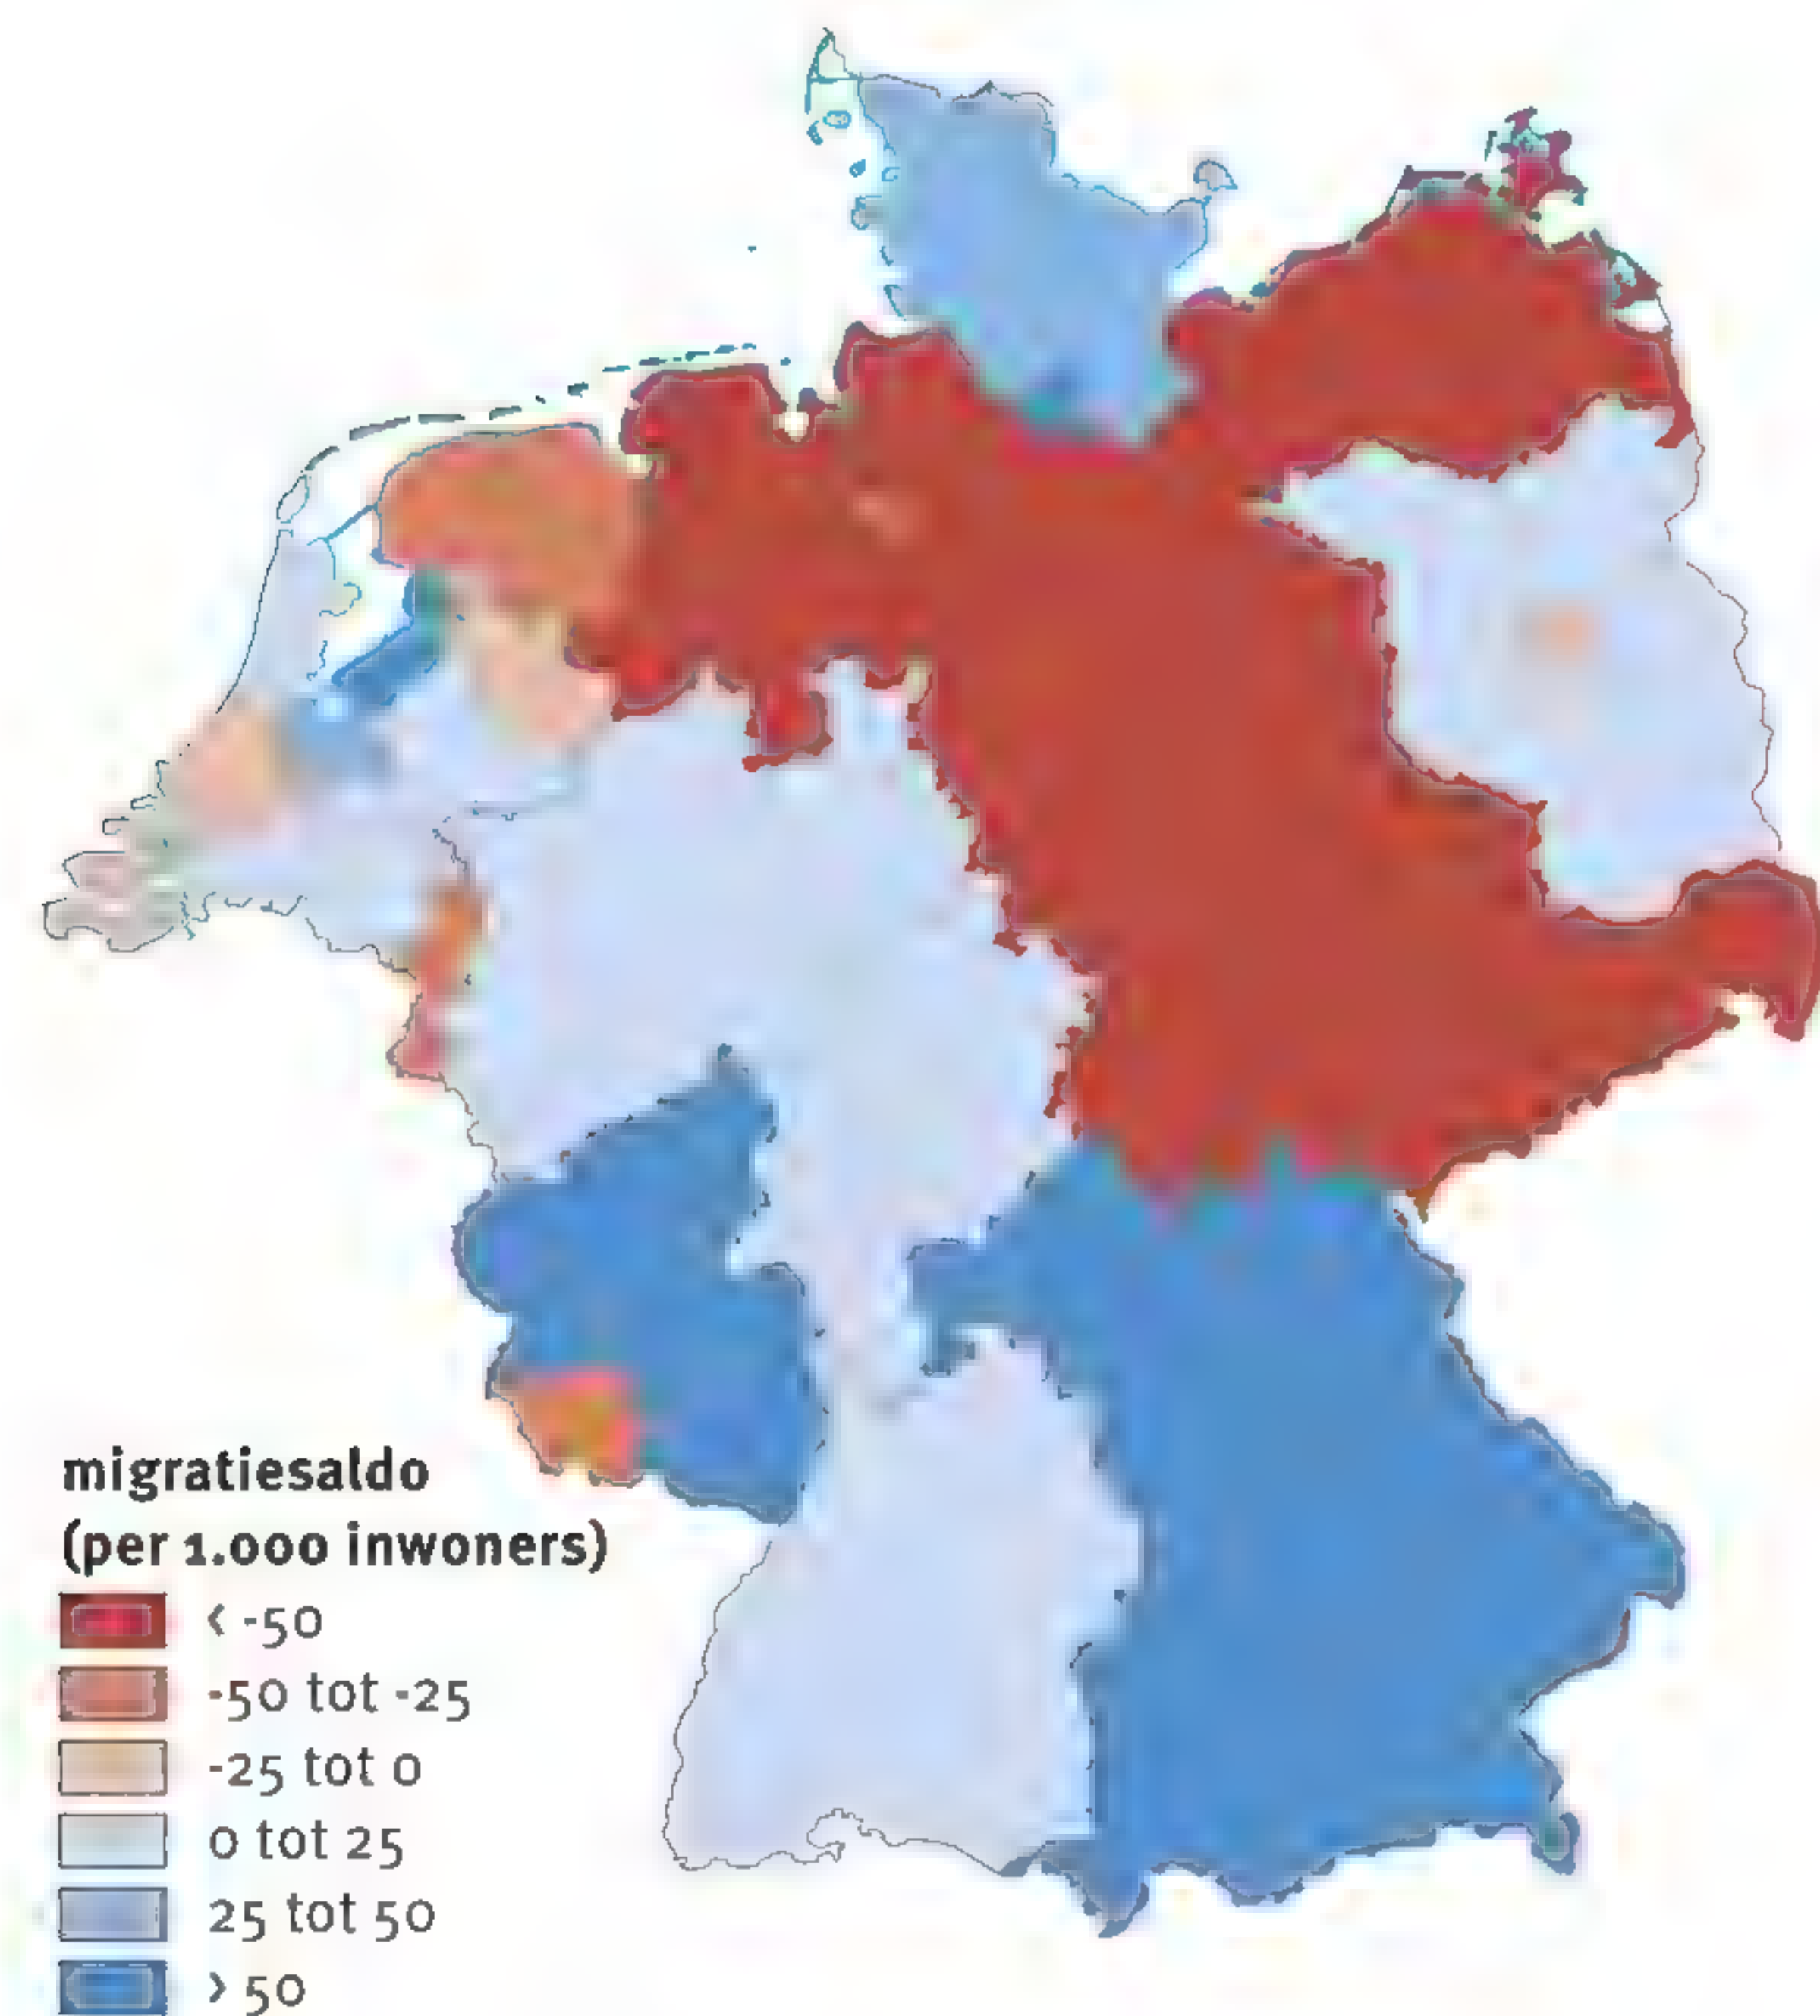 migratiesaldo
(per 1.000 inwoners)
< -50
-50 tot -25
-25 tot 0
0 tot 25
25 tot 50
> 50